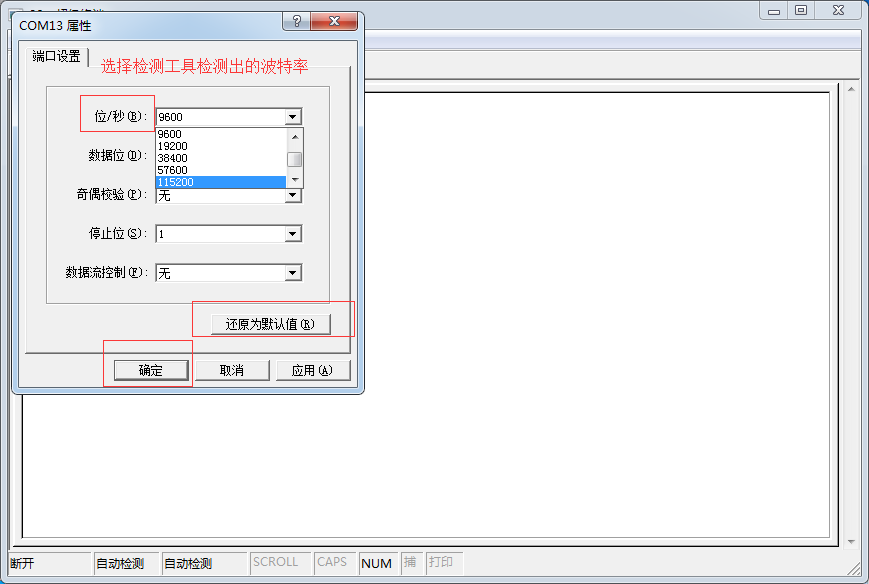 COM13 属性
端口设置
选择检测工具检测出的波特率
位/秒(B): 9600
9600
19200
38400
57600
115200
数据位(D):
奇偶校验(P): 无
停止位(S): 1
数据流控制(F): 无
还原为默认值(R)
确定 取消 应用(A)
断开 自动检测 自动检测 SCROLL CAPS NUM 捕 打印